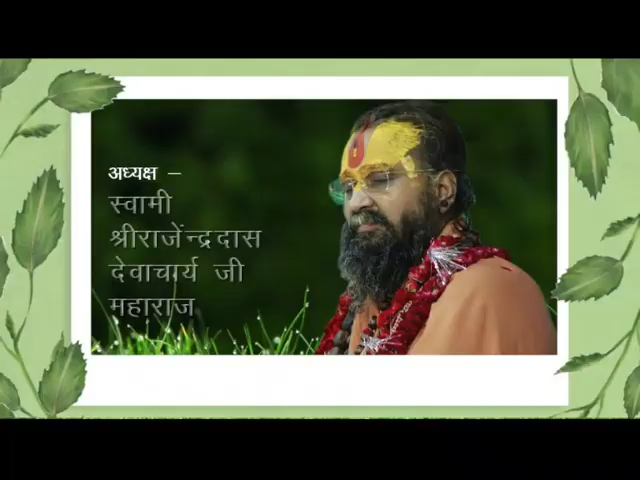 अध्यक्ष –
स्वामी
श्रीराजेंन्द्रदास
देवाचार्य जी
महाराज